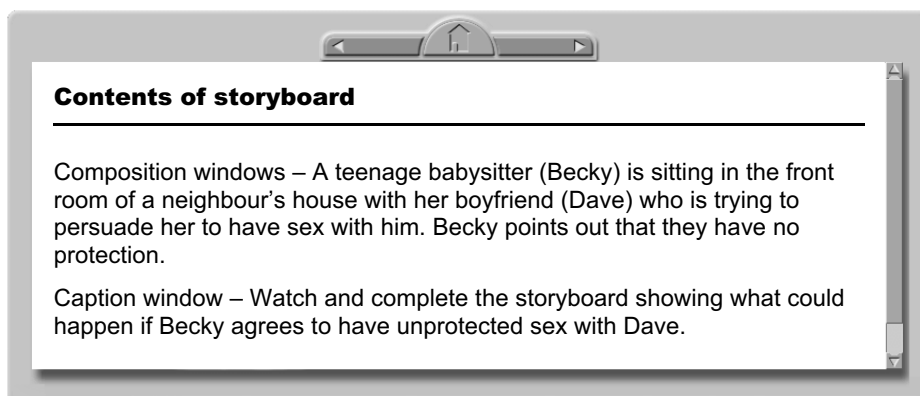 Contents of storyboard
Composition windows – A teenage babysitter (Becky) is sitting in the front
room of a neighbour's house with her boyfriend (Dave) who is trying to
persuade her to have sex with him. Becky points out that they have no
protection.
Caption window – Watch and complete the storyboard showing what could
happen if Becky agrees to have unprotected sex with Dave.